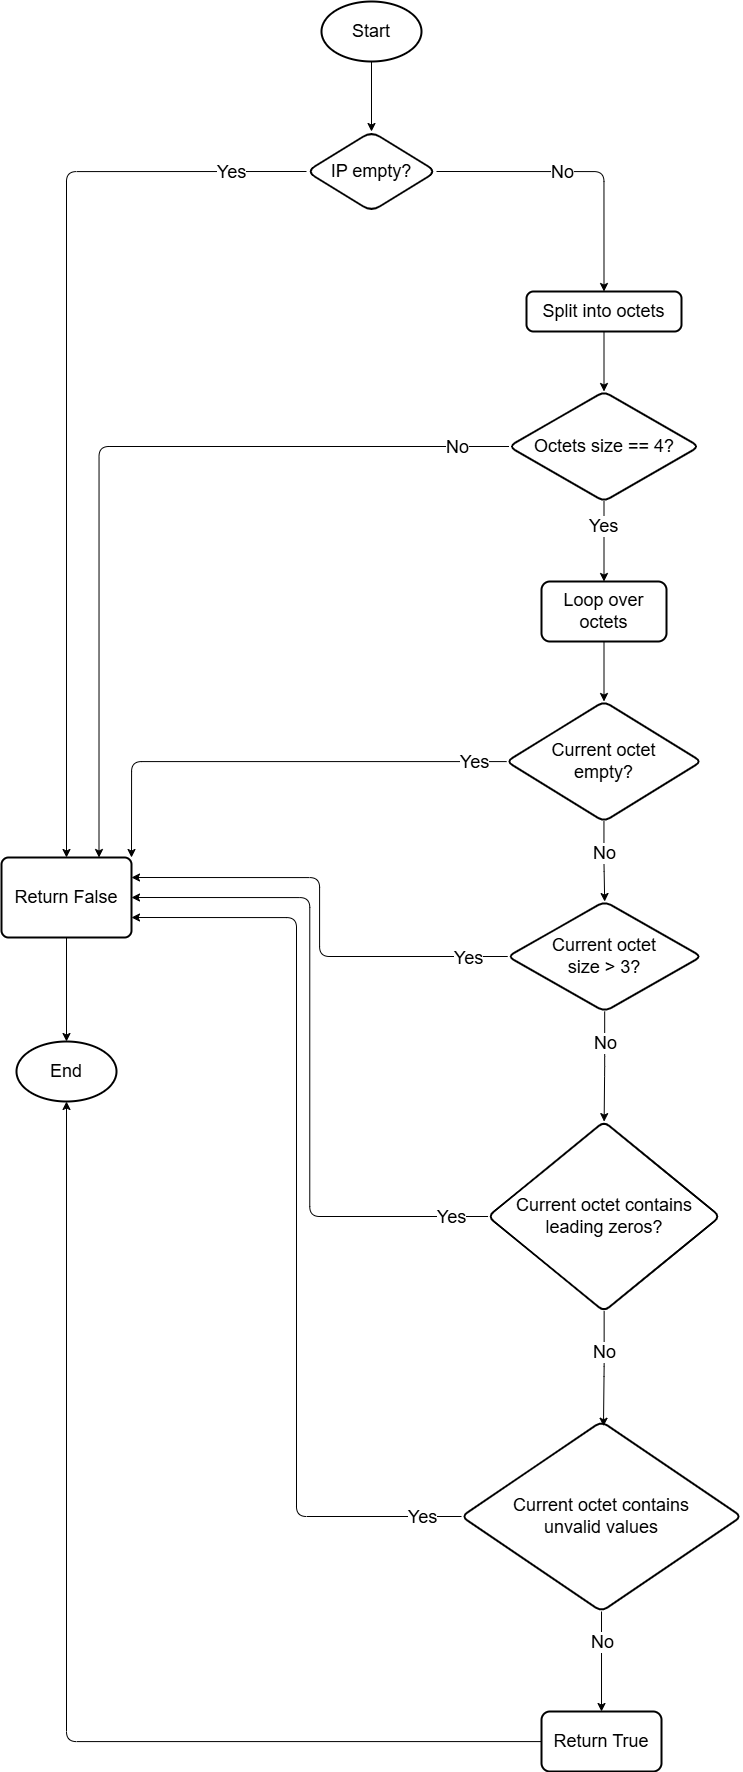 Start
IP empty?
Yes
No
Split into octets
Octets size == 4?
No
Yes
Loop over
octets
Current octet
empty?
Yes
No
Return False
Current octet
size > 3?
Yes
No
End
Current octet contains
leading zeros?
Yes
No
Current octet contains
unvalid values
Yes
No
Return True